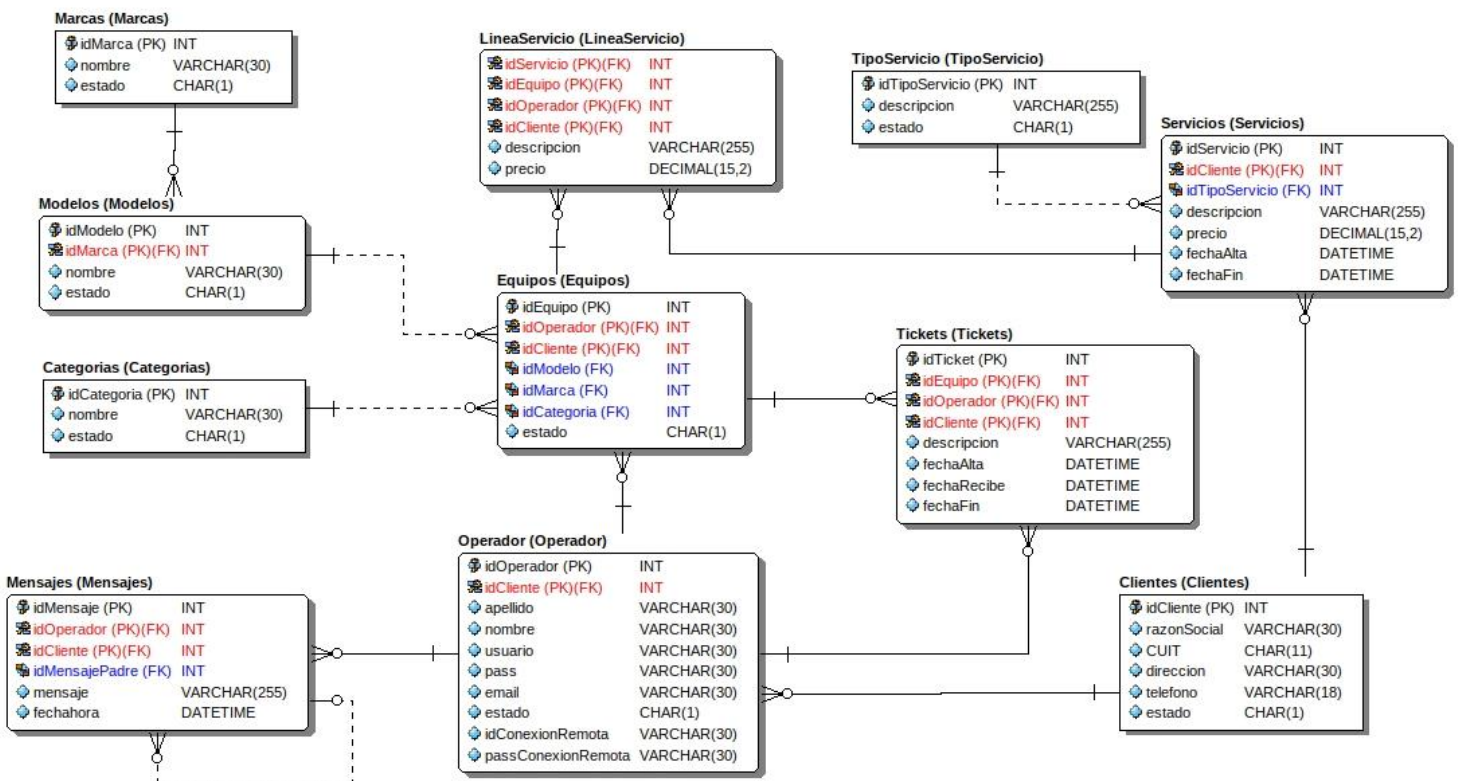 Marcas (Marcas)
idMarca (PK) INT
nombre VARCHAR(30)
estado CHAR(1)
LineaServicio (LineaServicio)
idServicio (PK)(FK) INT
idEquipo (PK)(FK) INT
idOperador (PK)(FK) INT
idCliente (PK)(FK) INT
descripcion VARCHAR(255)
precio DECIMAL(15,2)
TipoServicio (TipoServicio)
idTipoServicio (PK) INT
descripcion VARCHAR(255)
estado CHAR(1)
Servicios (Servicios)
idServicio (PK) INT
idCliente (PK)(FK) INT
idTipoServicio (FK) INT
descripcion VARCHAR(255)
precio DECIMAL(15,2)
fechaAlta DATETIME
fechaFin DATETIME
Modelos (Modelos)
idModelo (PK) INT
idMarca (PK)(FK) INT
nombre VARCHAR(30)
estado CHAR(1)
Equipos (Equipos)
idEquipo (PK) INT
idOperador (PK)(FK) INT
idCliente (PK)(FK) INT
idModelo (FK) INT
idMarca (FK) INT
idCategoria (FK) INT
estado CHAR(1)
Categorias (Categorias)
idCategoria (PK) INT
nombre VARCHAR(30)
estado CHAR(1)
Tickets (Tickets)
idTicket (PK) INT
idEquipo (PK)(FK) INT
idOperador (PK)(FK) INT
idCliente (PK)(FK) INT
descripcion VARCHAR(255)
fechaAlta DATETIME
fechaRecibe DATETIME
fechaFin DATETIME
Mensajes (Mensajes)
idMensaje (PK) INT
idOperador (PK)(FK) INT
idCliente (PK)(FK) INT
idMensajePadre (FK) INT
mensaje VARCHAR(255)
fechahora DATETIME
Operador (Operador)
idOperador (PK) INT
idCliente (PK)(FK) INT
apellido VARCHAR(30)
nombre VARCHAR(30)
usuario VARCHAR(30)
pass VARCHAR(30)
email VARCHAR(30)
estado CHAR(1)
idConexionRemota VARCHAR(30)
passConexionRemota VARCHAR(30)
Clientes (Clientes)
idCliente (PK) INT
razonSocial VARCHAR(30)
CUIT CHAR(11)
direccion VARCHAR(30)
telefono VARCHAR(18)
estado CHAR(1)